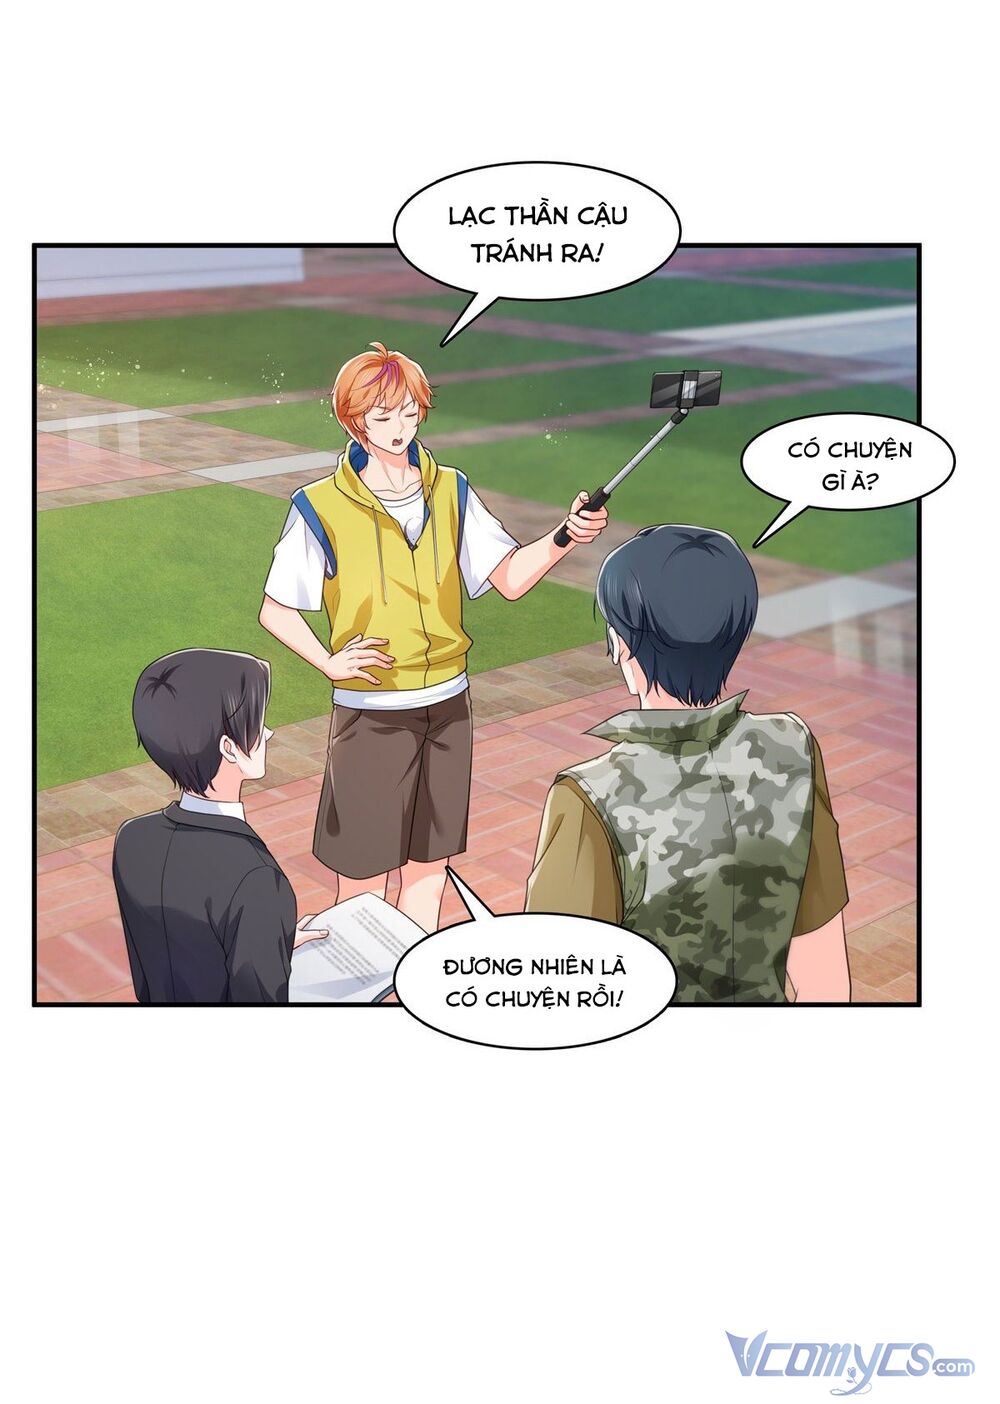 LẠC THẦN CẬU
TRÁNH RA!
CÓ CHUYỆN
GÌ À?
ĐƯƠNG NHIÊN LÀ
CÓ CHUYỆN RỒI!
VCOMYCS.com